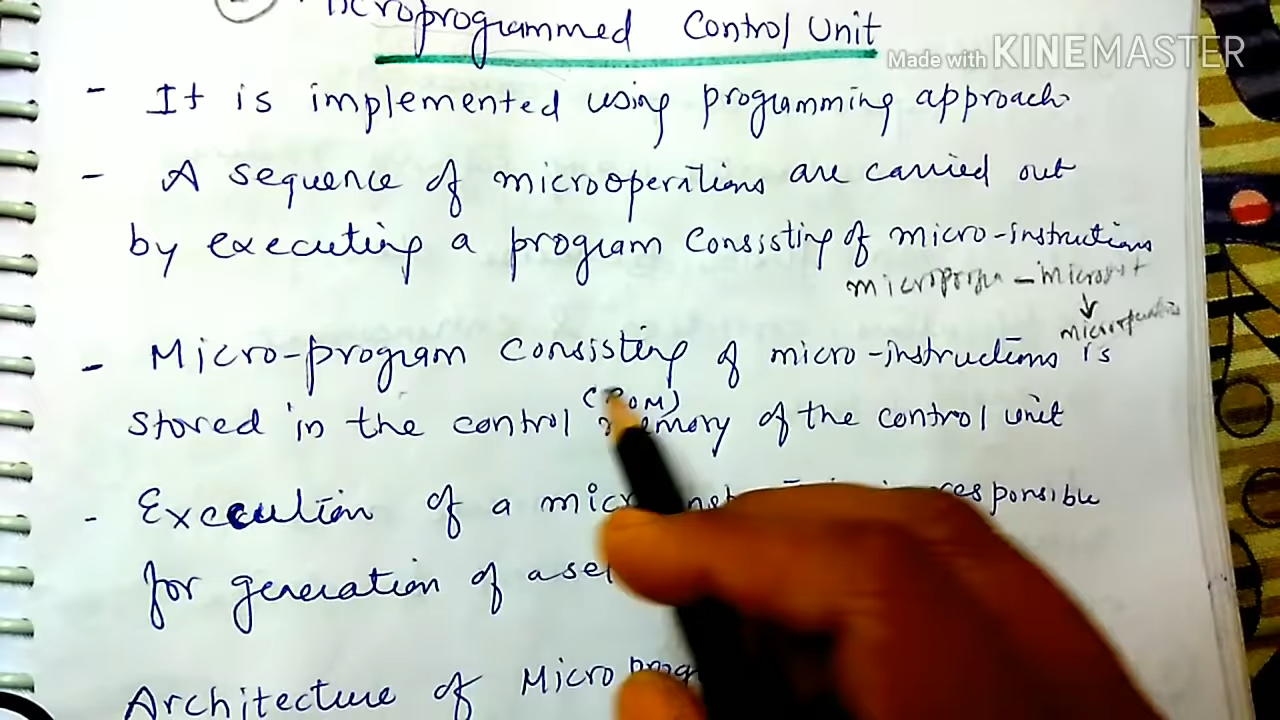 Microprogrammed Control Unit
Made with KINEMASTER
- It is implemented using programming approach
- A sequence of microoperations are carried out
by executing a program consisting of micro-instructions
- Micro-program consisting of micro-instructions is
(ROM)
stored in the control memory of the control unit
- Execution of a responsible
for generation of a set
Architecture of Micro